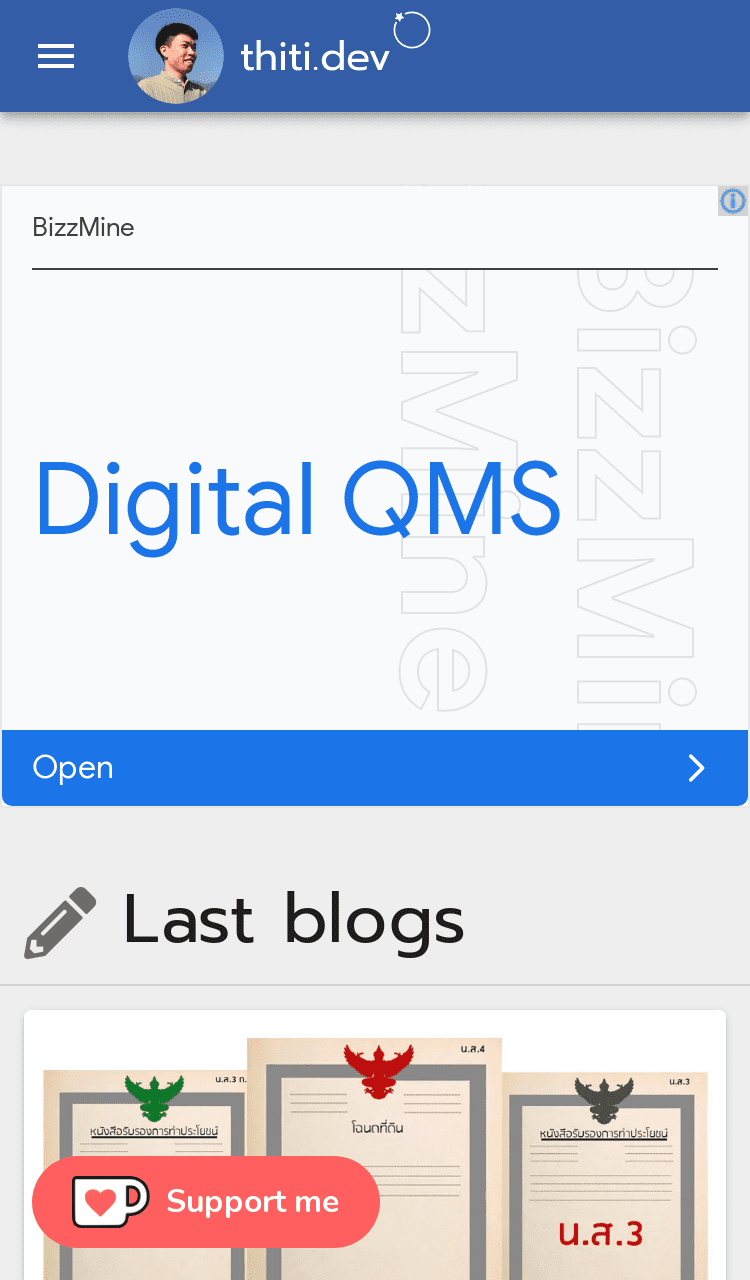 thiti.dev
BizzMine
zzMine
BizzMi
Digital QMS
Open
Last blogs
น.ส.4
น.ส.3 ก.
น.ส.3
โฉนดที่ดิน
หนังสือรับรองการทำประโยชน์
หนังสือรับรองการทำประโยชน์
น.ส.3
Support me